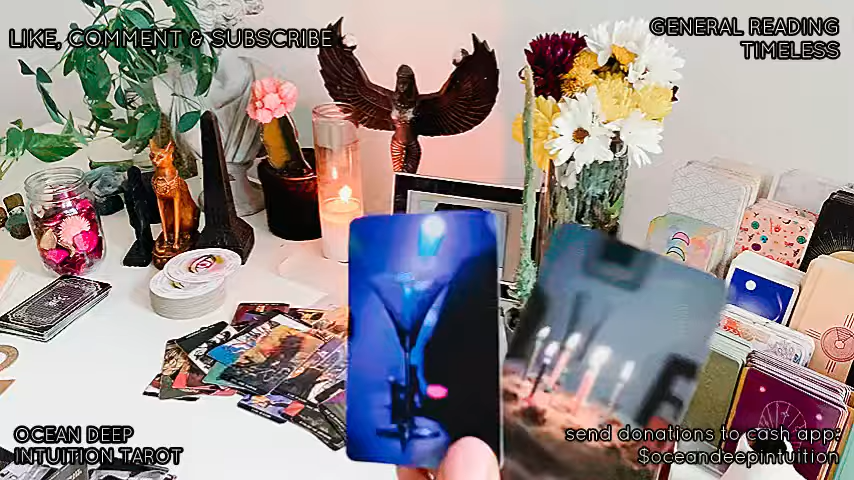 LIKE, COMMENT & SUBSCRIBE
GENERAL READING
TIMELESS
OCEAN DEEP
INTUITION TAROT
send donations to cash app:
$oceandeepintuition